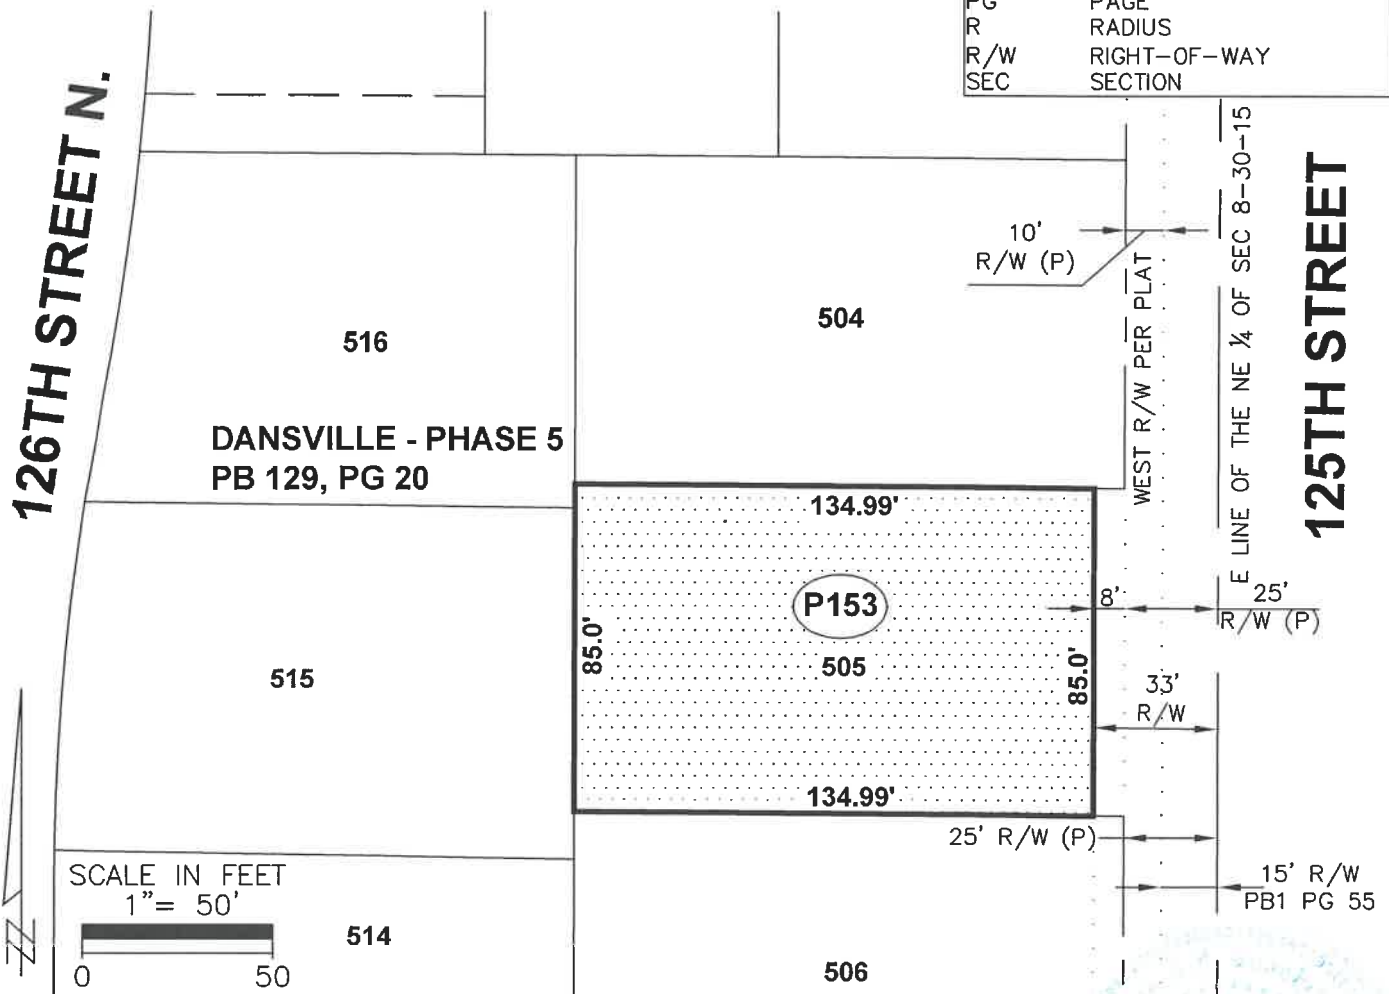 PG PAGE
R RADIUS
R/W RIGHT-OF-WAY
SEC SECTION
126TH STREET N.
125TH STREET
E LINE OF THE NE ¼ OF SEC 8-30-15
WEST R/W PER PLAT
10'
R/W (P)
516
504
DANSVILLE - PHASE 5
PB 129, PG 20
134.99'
P153
505
85.0'
85.0'
134.99'
8'
25'
R/W (P)
33'
R/W
515
25' R/W (P)
15' R/W
PB1 PG 55
SCALE IN FEET
1"= 50'
0 50
514
506
N